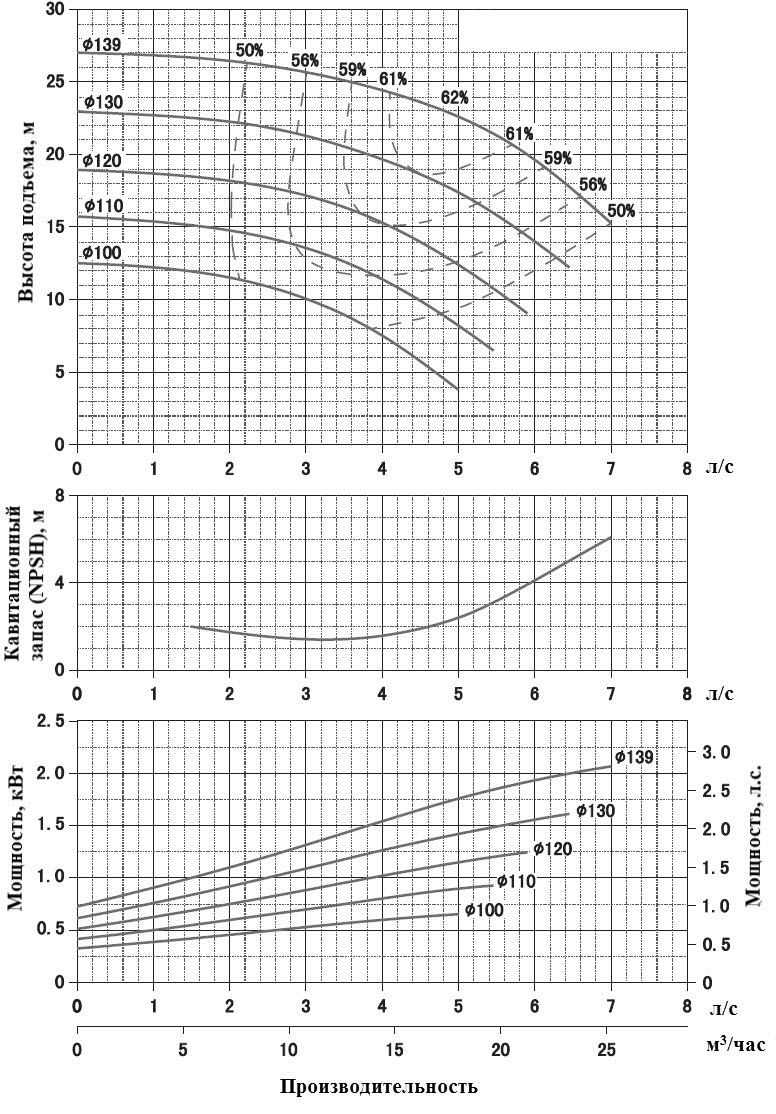 30
25
20
15
10
5
0
Высота подъема, м
ϕ139
ϕ130
ϕ120
ϕ110
ϕ100
50%
56%
59%
61%
62%
61%
59%
56%
50%
0 1 2 3 4 5 6 7 8 л/с
8
4
0
Кавитационный
запас (NPSH), м
0 1 2 3 4 5 6 7 8 л/с
2.5
2.0
1.5
1.0
0.5
0
Мощность, кВт
ϕ139
ϕ130
ϕ120
ϕ110
ϕ100
3.0
2.5
2.0
1.5
1.0
0.5
0
Мощность, л.с.
0 1 2 3 4 5 6 7 8 л/с
0 5 10 15 20 25 м³/час
Производительность